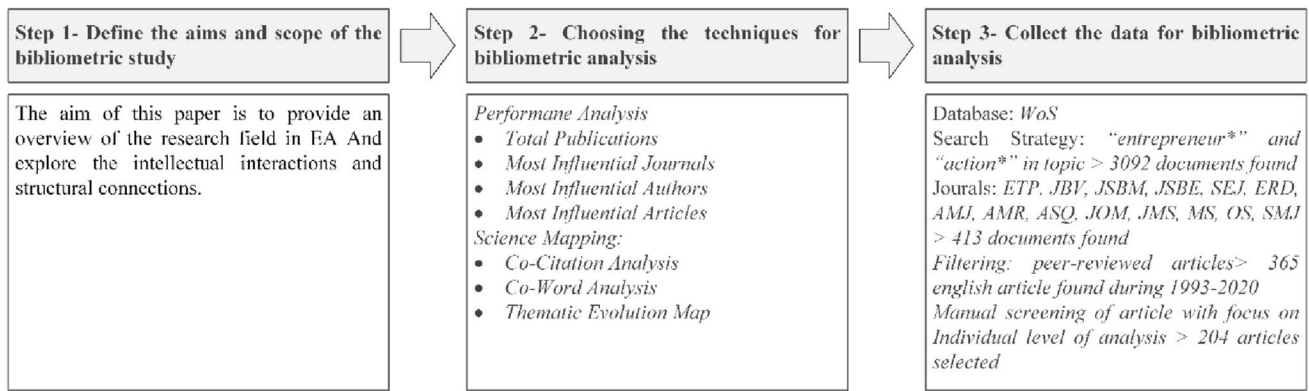 Step 1- Define the aims and scope of the
bibliometric study
The aim of this paper is to provide an
overview of the research field in EA And
explore the intellectual interactions and
structural connections.
Step 2- Choosing the techniques for
bibliometric analysis
Performane Analysis
• Total Publications
• Most Influential Journals
• Most Influential Authors
• Most Influential Articles
Science Mapping:
• Co-Citation Analysis
• Co-Word Analysis
• Thematic Evolution Map
Step 3- Collect the data for bibliometric
analysis
Database: WoS
Search Strategy: “entrepreneur*” and
“action*” in topic > 3092 documents found
Jourals: ETP, JBV, JSBM, JSBE, SEJ, ERD,
AMJ, AMR, ASQ, JOM, JMS, MS, OS, SMJ
> 413 documents found
Filtering: peer-reviewed articles> 365
english article found during 1993-2020
Manual screening of article with focus on
Individual level of analysis > 204 articles
selected